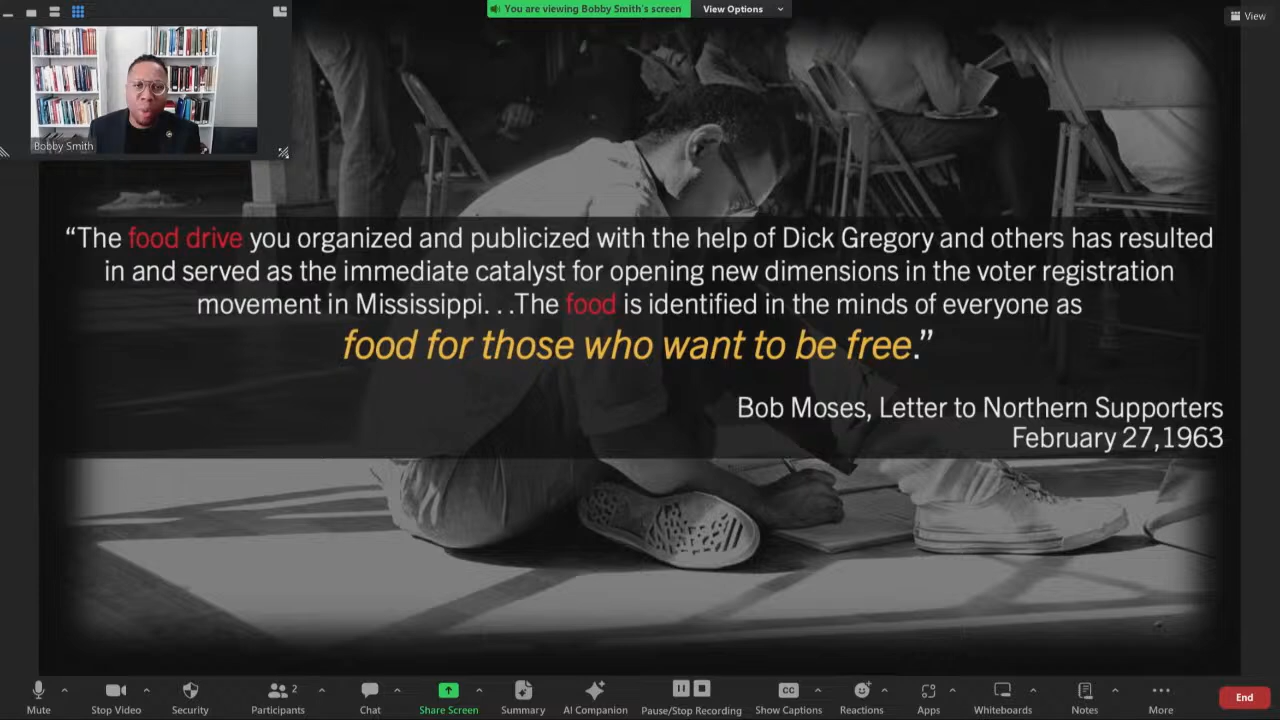 You are viewing Bobby Smith's screen
View Options
View
Bobby Smith
“The food drive you organized and publicized with the help of Dick Gregory and others has resulted
in and served as the immediate catalyst for opening new dimensions in the voter registration
movement in Mississippi. . .The food is identified in the minds of everyone as
food for those who want to be free.”
Bob Moses, Letter to Northern Supporters
February 27,1963
Mute
Stop Video
Security
Participants
2
Chat
Share Screen
Summary
AI Companion
Pause/Stop Recording
CC
Show Captions
Reactions
Apps
Whiteboards
Notes
More
End